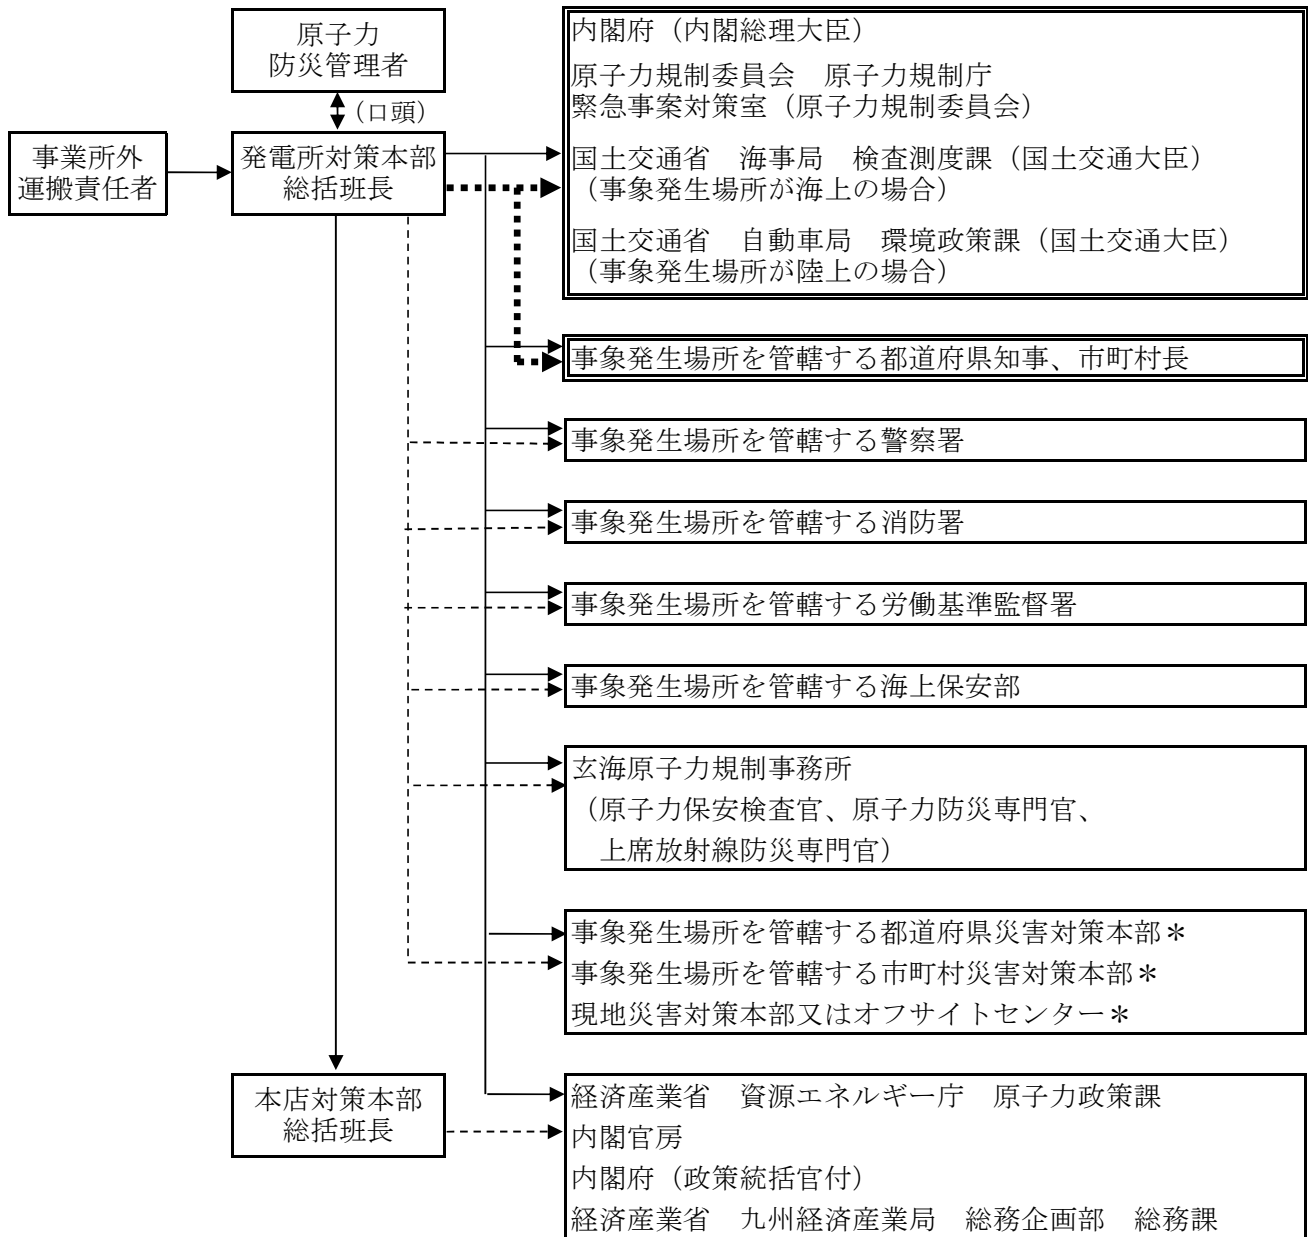 原子力
防災管理者
(口頭)
事業所外
運搬責任者
発電所対策本部
総括班長
内閣府(内閣総理大臣)
原子力規制委員会 原子力規制庁
緊急事案対策室(原子力規制委員会)
国土交通省 海事局 検査測度課(国土交通大臣)
(事象発生場所が海上の場合)
国土交通省 自動車局 環境政策課(国土交通大臣)
(事象発生場所が陸上の場合)
事象発生場所を管轄する都道府県知事、市町村長
事象発生場所を管轄する警察署
事象発生場所を管轄する消防署
事象発生場所を管轄する労働基準監督署
事象発生場所を管轄する海上保安部
玄海原子力規制事務所
(原子力保安検査官、原子力防災専門官、
上席放射線防災専門官)
事象発生場所を管轄する都道府県災害対策本部*
事象発生場所を管轄する市町村災害対策本部*
現地災害対策本部又はオフサイトセンター*
本店対策本部
総括班長
経済産業省 資源エネルギー庁 原子力政策課
内閣官房
内閣府(政策統括官付)
経済産業省 九州経済産業局 総務企画部 総務課